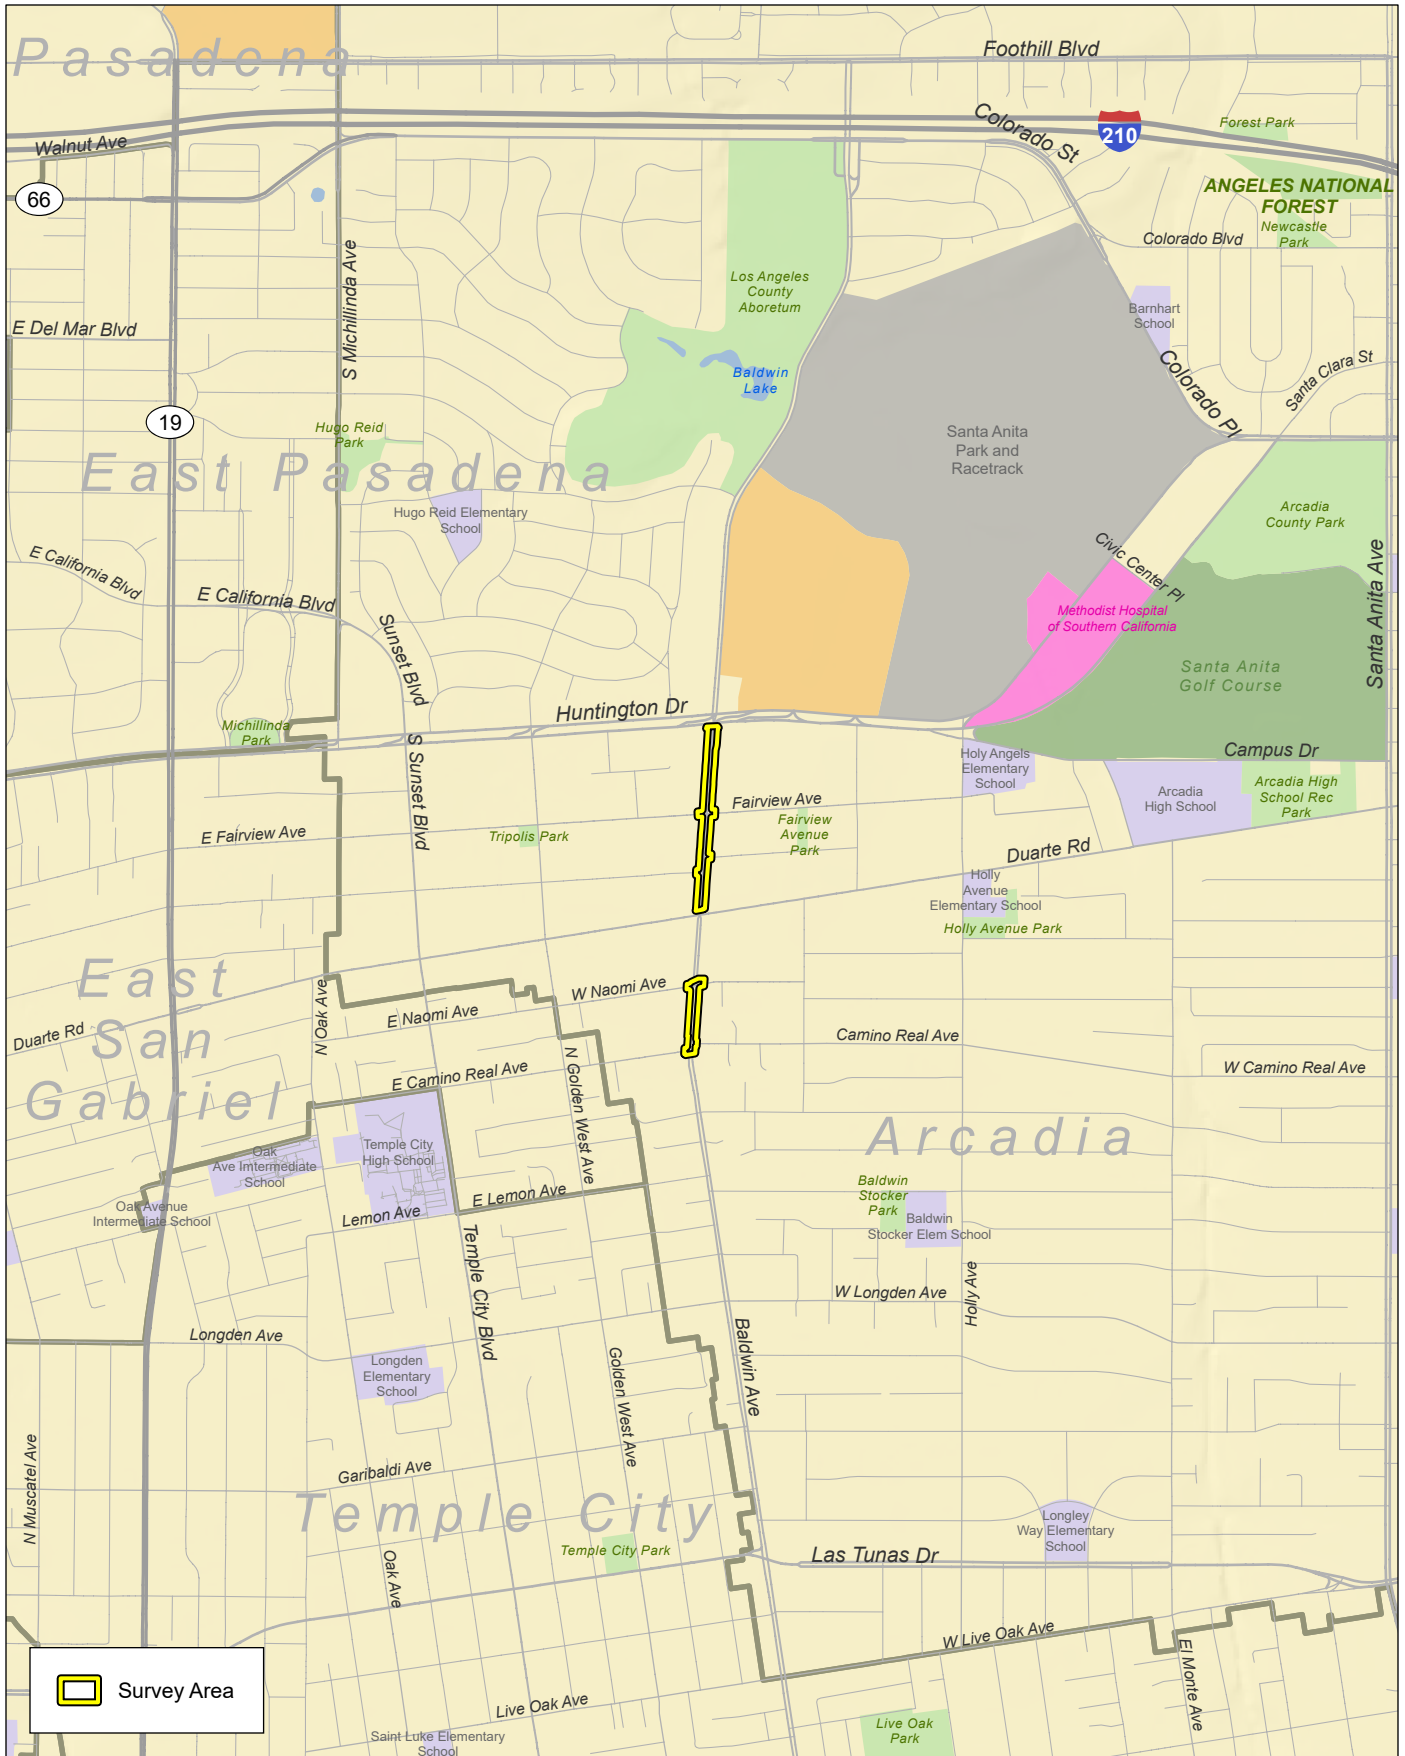 Pasadena
Foothill Blvd
Colorado St
210
Forest Park
Walnut Ave
66
ANGELES NATIONAL
FOREST
Newcastle
Park
Colorado Blvd
S Michillinda Ave
Los Angeles
County
Aboretum
Barnhart
School
E Del Mar Blvd
Colorado Pl
Santa Clara St
Baldwin
Lake
19
Hugo Reid
Park
Santa Anita
Park and
Racetrack
East Pasadena
Hugo Reid Elementary
School
Arcadia
County Park
Santa Anita Ave
E California Blvd
E California Blvd
Civic Center Pl
Methodist Hospital
of Southern California
Sunset Blvd
Santa Anita
Golf Course
Huntington Dr
Michillinda
Park
S Sunset Blvd
Holy Angels
Elementary
School
Campus Dr
Arcadia
High School
Arcadia High
School Rec
Park
Fairview Ave
E Fairview Ave
Tripolis Park
Fairview
Avenue
Park
Duarte Rd
Holly
Avenue
Elementary School
Holly Avenue Park
East
San
Gabriel
N Oak Ave
W Naomi Ave
E Naomi Ave
Duarte Rd
Camino Real Ave
W Camino Real Ave
E Camino Real Ave
N Golden West Ave
Arcadia
Temple City
High School
Oak
Ave Intermediate
School
Oak Avenue
Intermediate School
E Lemon Ave
Lemon Ave
Baldwin
Stocker
Park
Baldwin
Stocker Elem School
Temple City Blvd
Holly Ave
W Longden Ave
Longden Ave
Baldwin Ave
Longden
Elementary
School
Golden West Ave
Garibaldi Ave
N Muscatel Ave
Temple City
Longley
Way Elementary
School
Temple City Park
Las Tunas Dr
Oak Ave
W Live Oak Ave
El Monte Ave
Survey Area
Live Oak Ave
Live Oak
Park
Saint Luke Elementary
School